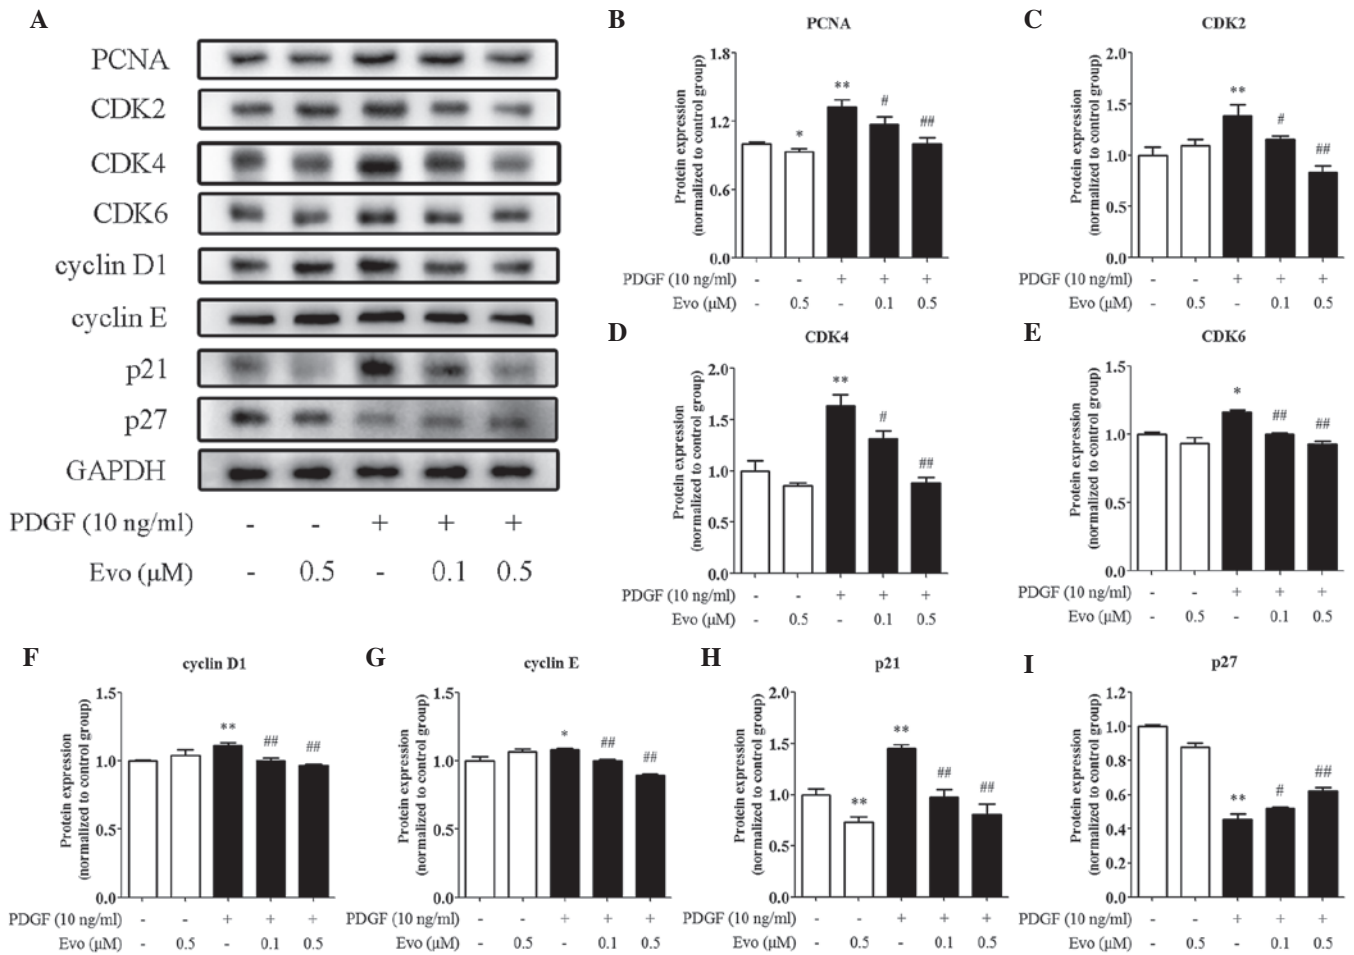 A
PCNA
CDK2
CDK4
CDK6
cyclin D1
cyclin E
p21
p27
GAPDH
PDGF (10 ng/ml) - - + + +
Evo (μM) - 0.5 - 0.1 0.5
B
PCNA
Protein expression
(normalized to control group)
1.8
1.2
0.6
0.0
* ** # ##
PDGF (10 ng/ml) - - + + +
Evo (μM) - 0.5 - 0.1 0.5
C
CDK2
Protein expression
(normalized to control group)
2.0
1.5
1.0
0.5
0.0
** # ##
PDGF (10 ng/ml) - - + + +
Evo (μM) - 0.5 - 0.1 0.5
D
CDK4
Protein expression
(normalized to control group)
2.0
1.5
1.0
0.5
0.0
** # ##
PDGF (10 ng/ml) - - + + +
Evo (μM) - 0.5 - 0.1 0.5
E
CDK6
Protein expression
(normalized to control group)
1.5
1.0
0.5
0.0
* ## ##
PDGF (10 ng/ml) - - + + +
Evo (μM) - 0.5 - 0.1 0.5
F
cyclin D1
Protein expression
(normalized to control group)
1.5
1.0
0.5
0.0
** ## ##
PDGF (10 ng/ml) - - + + +
Evo (μM) - 0.5 - 0.1 0.5
G
cyclin E
Protein expression
(normalized to control group)
1.5
1.0
0.5
0.0
* ## ##
PDGF (10 ng/ml) - - + + +
Evo (μM) - 0.5 - 0.1 0.5
H
p21
Protein expression
(normalized to control group)
2.0
1.5
1.0
0.5
0.0
** ** ## ##
PDGF (10 ng/ml) - - + + +
Evo (μM) - 0.5 - 0.1 0.5
I
p27
Protein expression
(normalized to control group)
1.2
1.0
0.8
0.6
0.4
0.2
0.0
** # ##
PDGF (10 ng/ml) - - + + +
Evo (μM) - 0.5 - 0.1 0.5